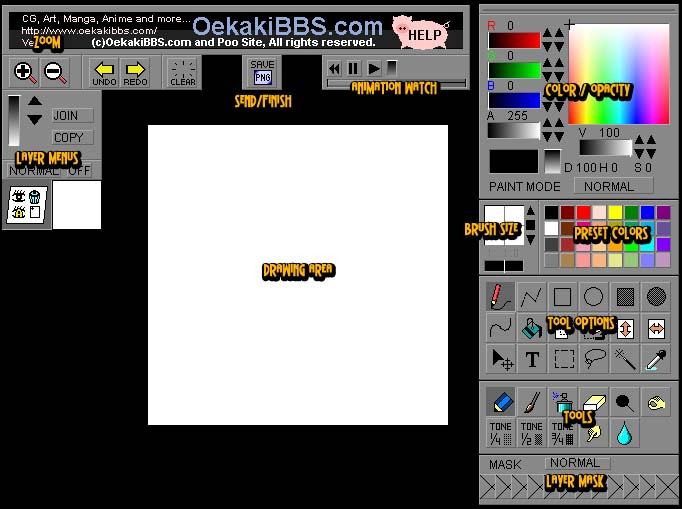 CG, Art, Manga, Anime and more...
http://www.oekakibbs.com/
Ve
OekakiBBS.com
(c)OekakiBBS.com and Poo Site, All rights reserved.
HELP
ZOOM
UNDO REDO
CLEAR
SAVE
PNG
SEND/FINISH
ANIMATION WATCH
JOIN
COPY
LAYER MENUS
NORMAL OFF
DRAWING AREA
R 0
G 0
B 0
A 255
COLOR / OPACITY
V 100
D 100 H 0 S 0
PAINT MODE NORMAL
BRUSH SIZE
PRESET COLORS
TOOL OPTIONS
T
TOOLS
TONE 1/4
TONE 1/2
TONE 3/4
MASK NORMAL
LAYER MASK